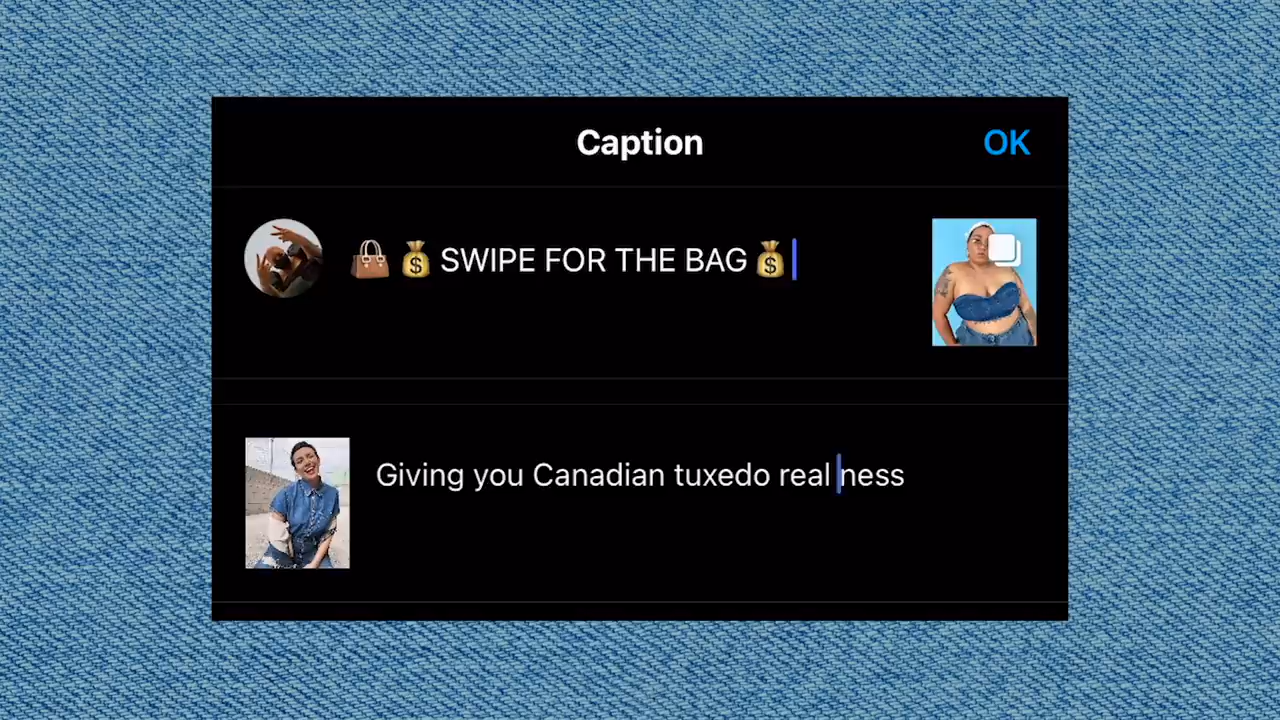 Caption
OK
👜 💰 SWIPE FOR THE BAG 💰
Giving you Canadian tuxedo real ness